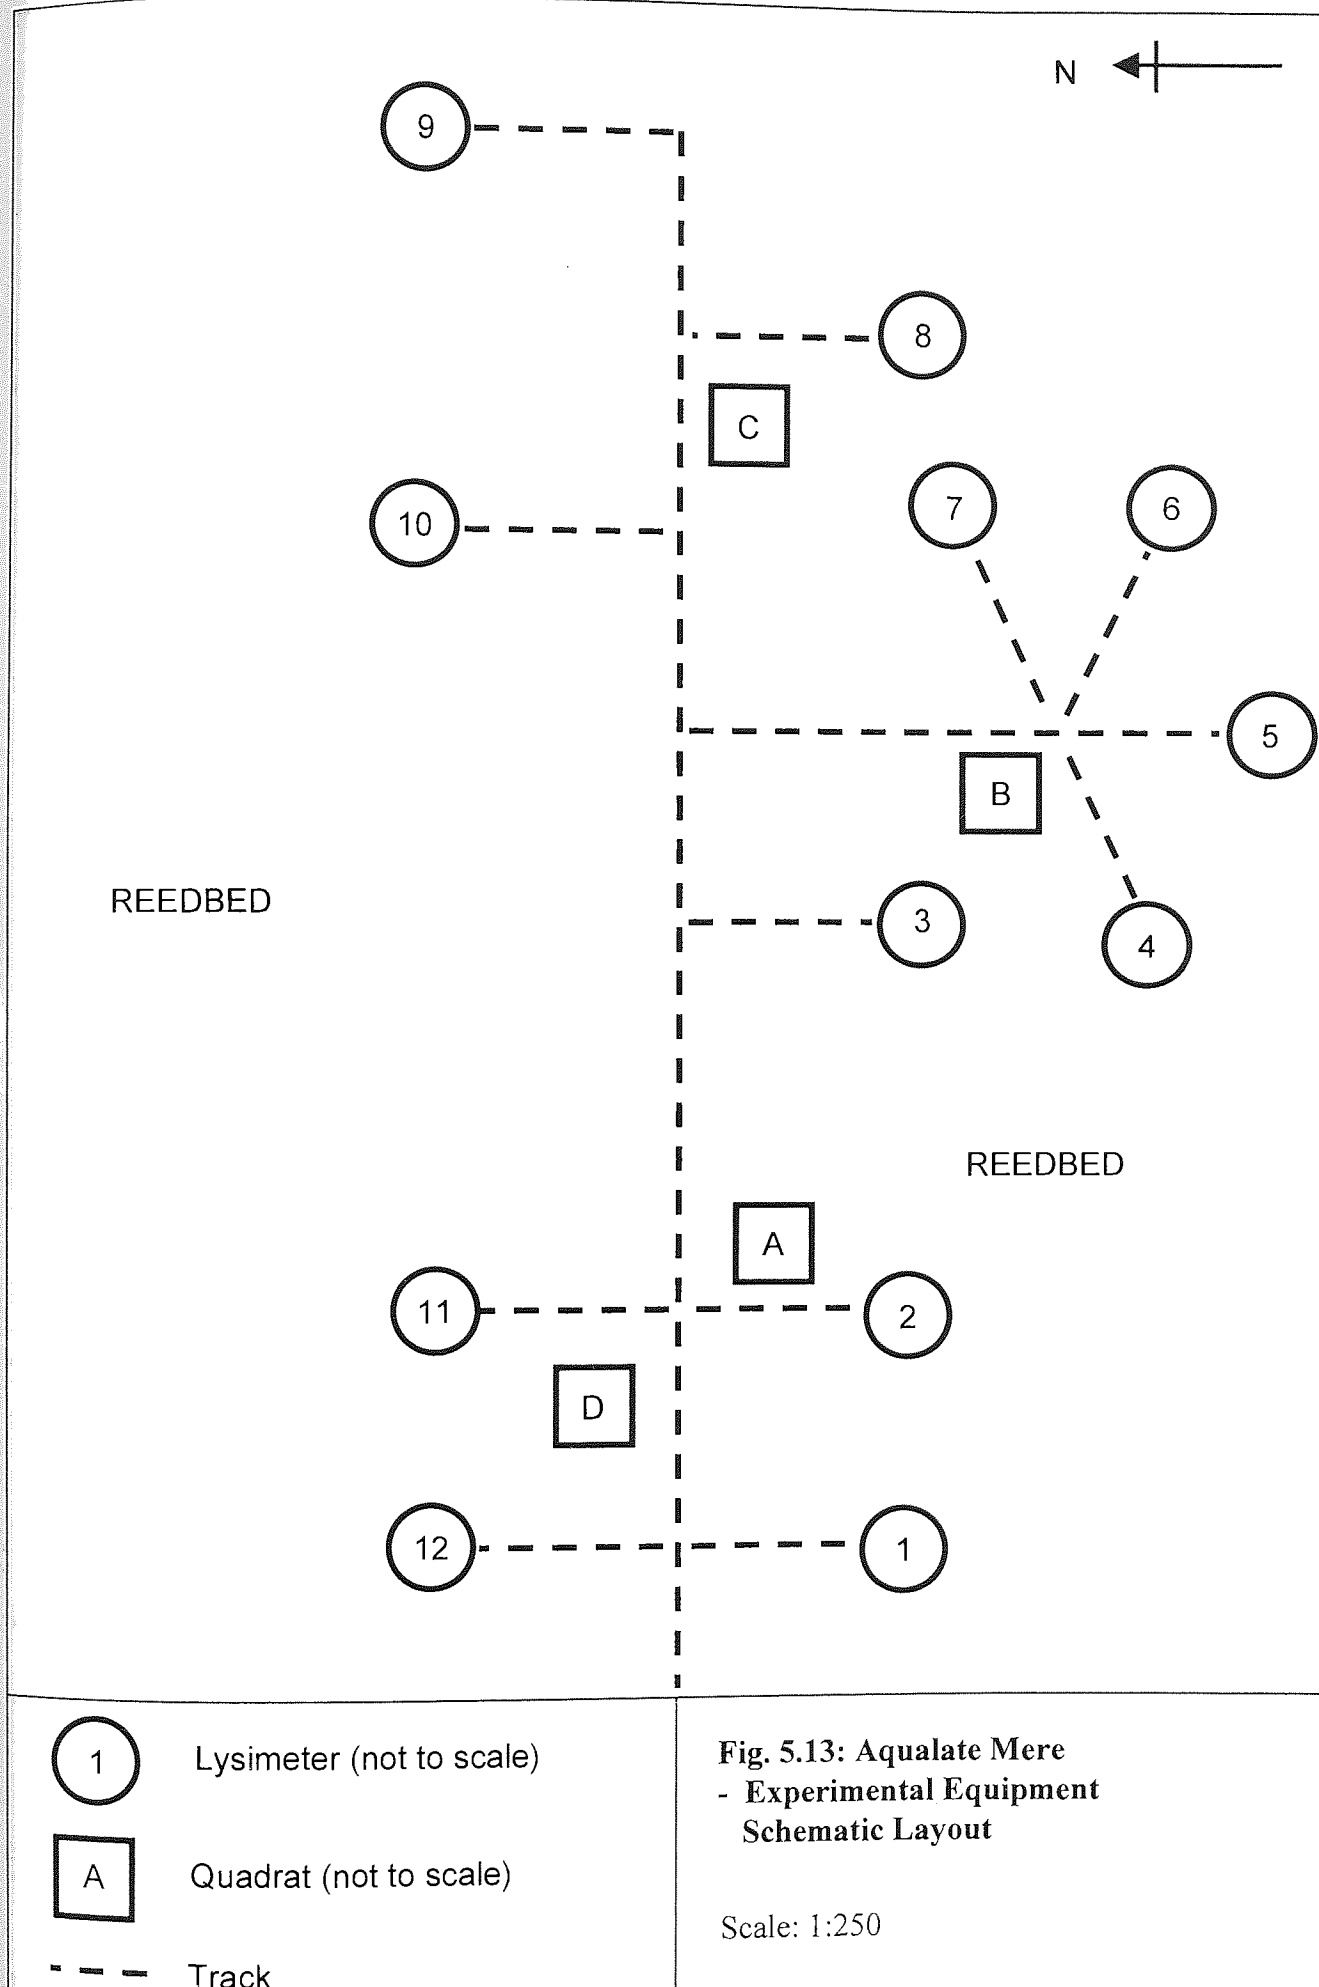 N
9
8
C
7
6
10
5
B
REEDBED
3
4
REEDBED
A
11
2
D
12
1
1 Lysimeter (not to scale)
A Quadrat (not to scale)
Track
Fig. 5.13: Aqualate Mere
- Experimental Equipment
Schematic Layout
Scale: 1:250